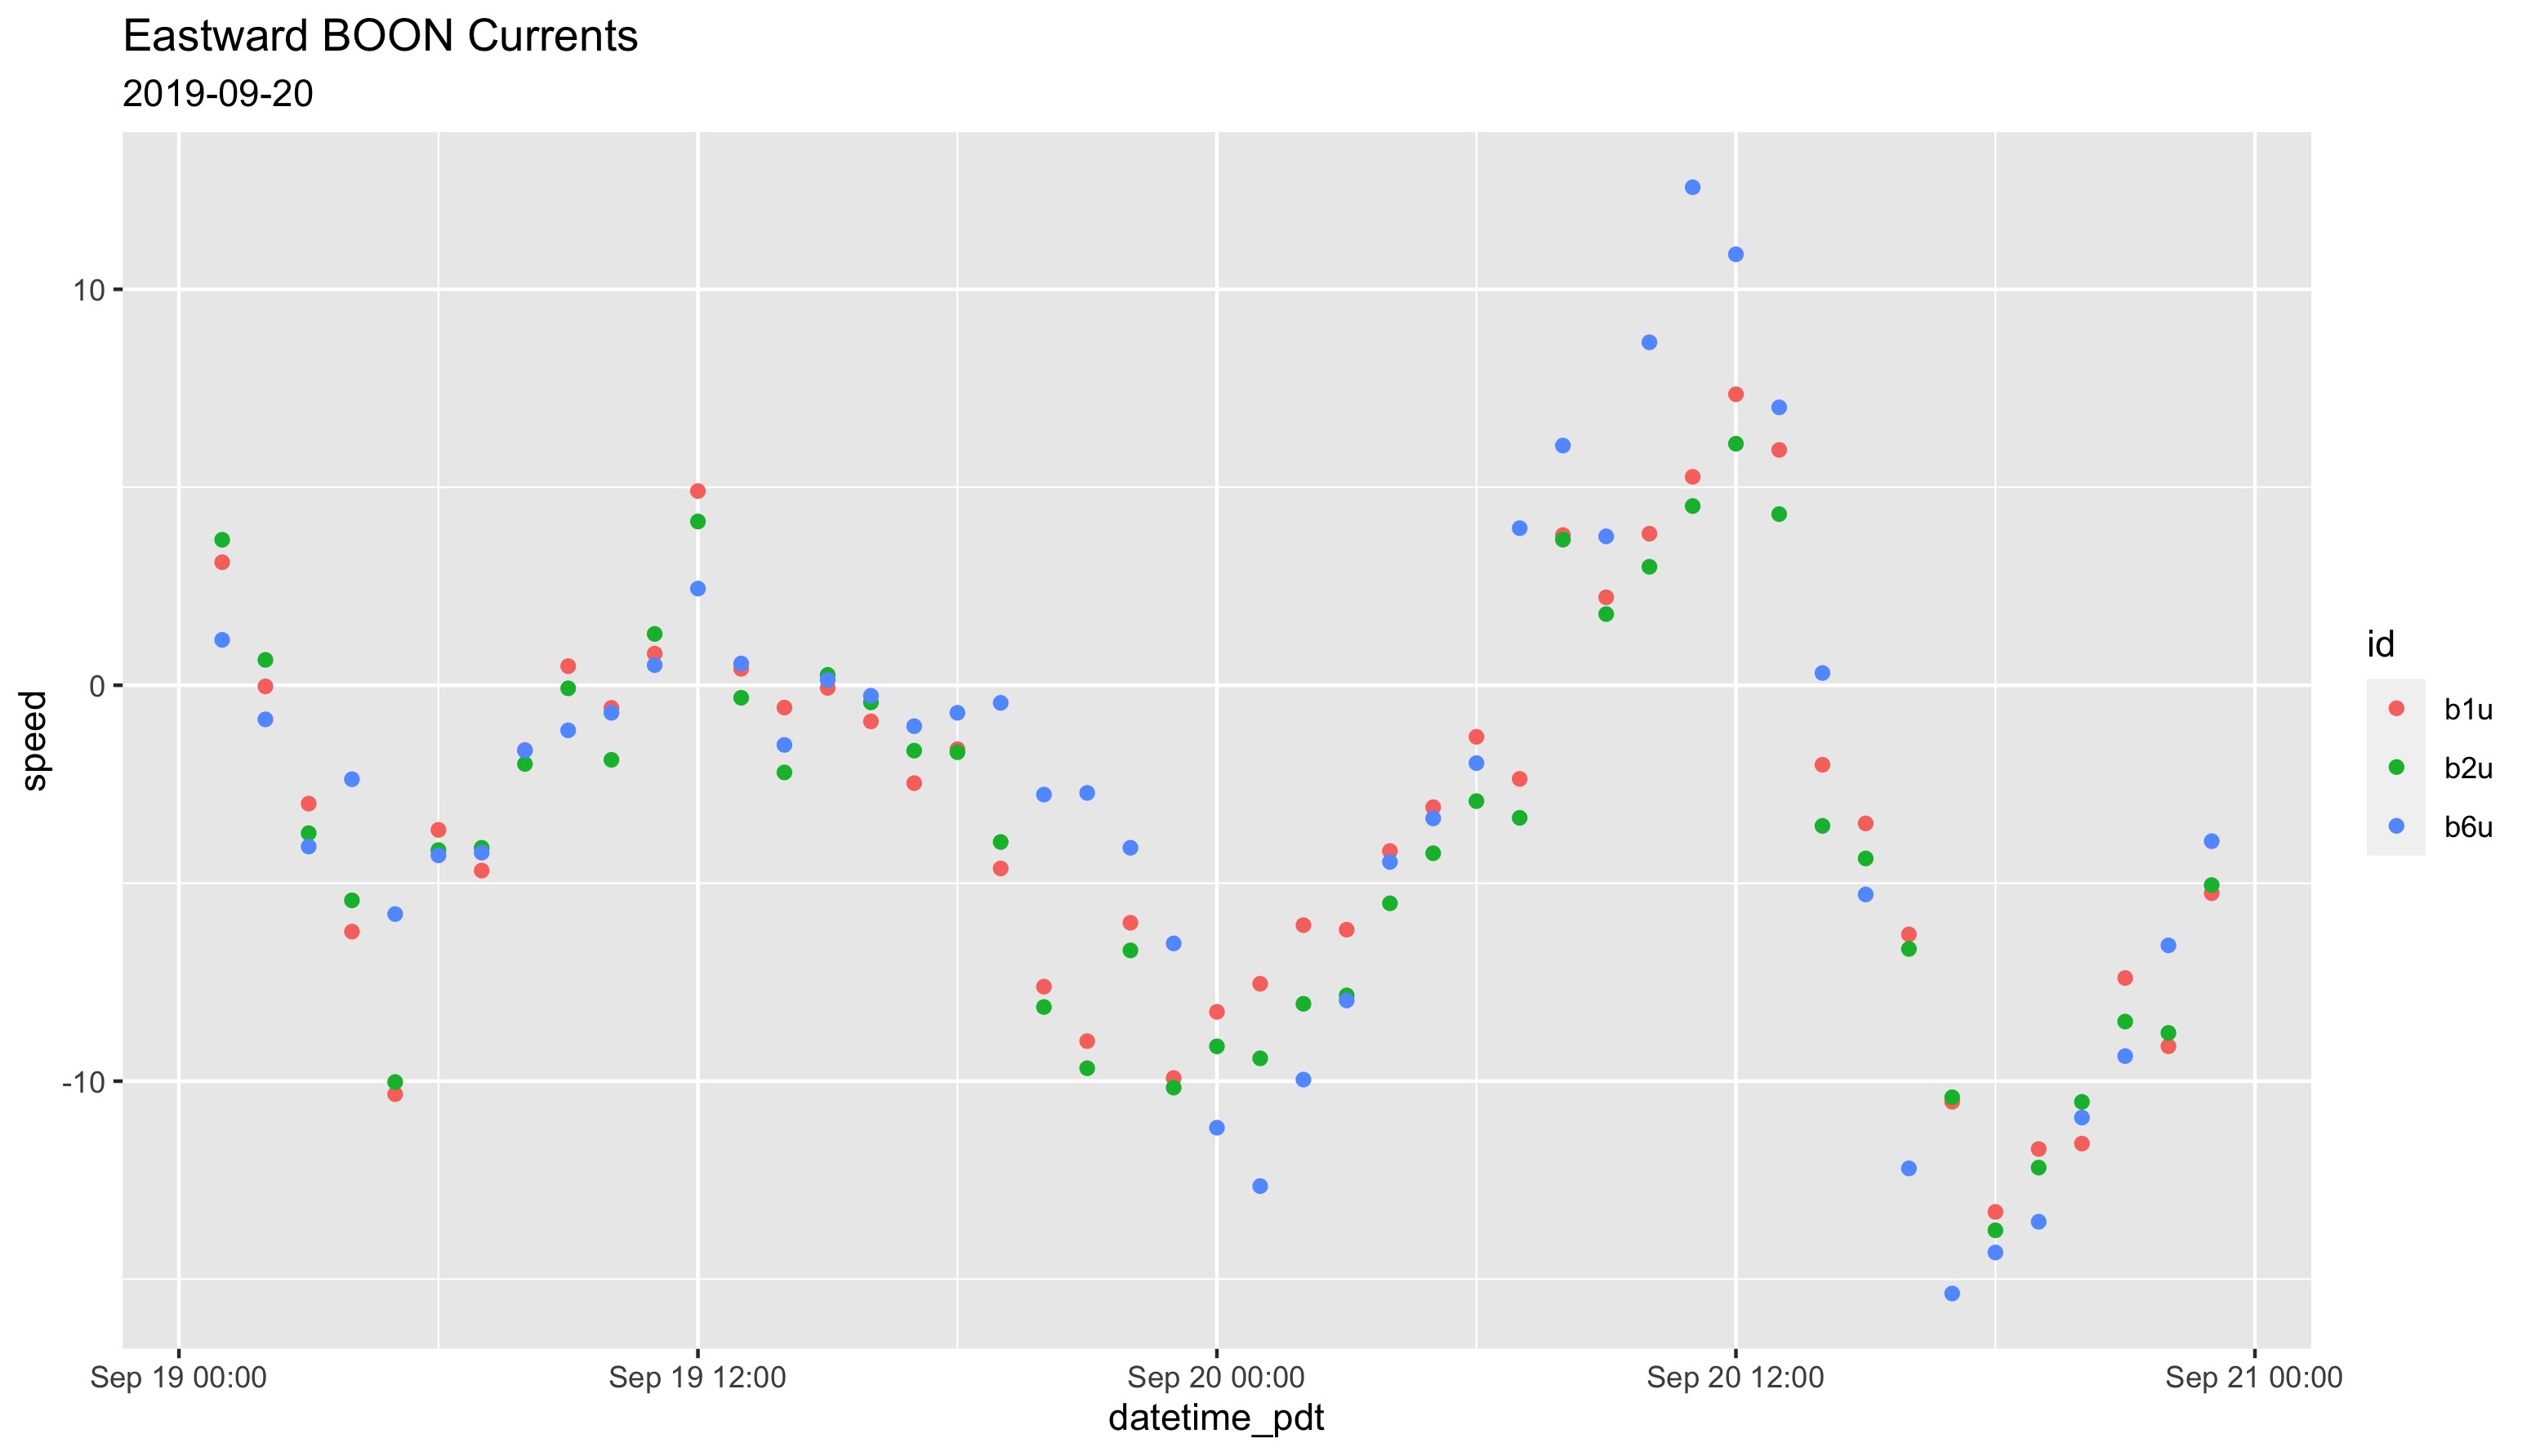 Eastward BOON Currents
2019-09-20
speed
10
0
-10
Sep 19 00:00
Sep 19 12:00
Sep 20 00:00
Sep 20 12:00
Sep 21 00:00
datetime_pdt
id
b1u
b2u
b6u